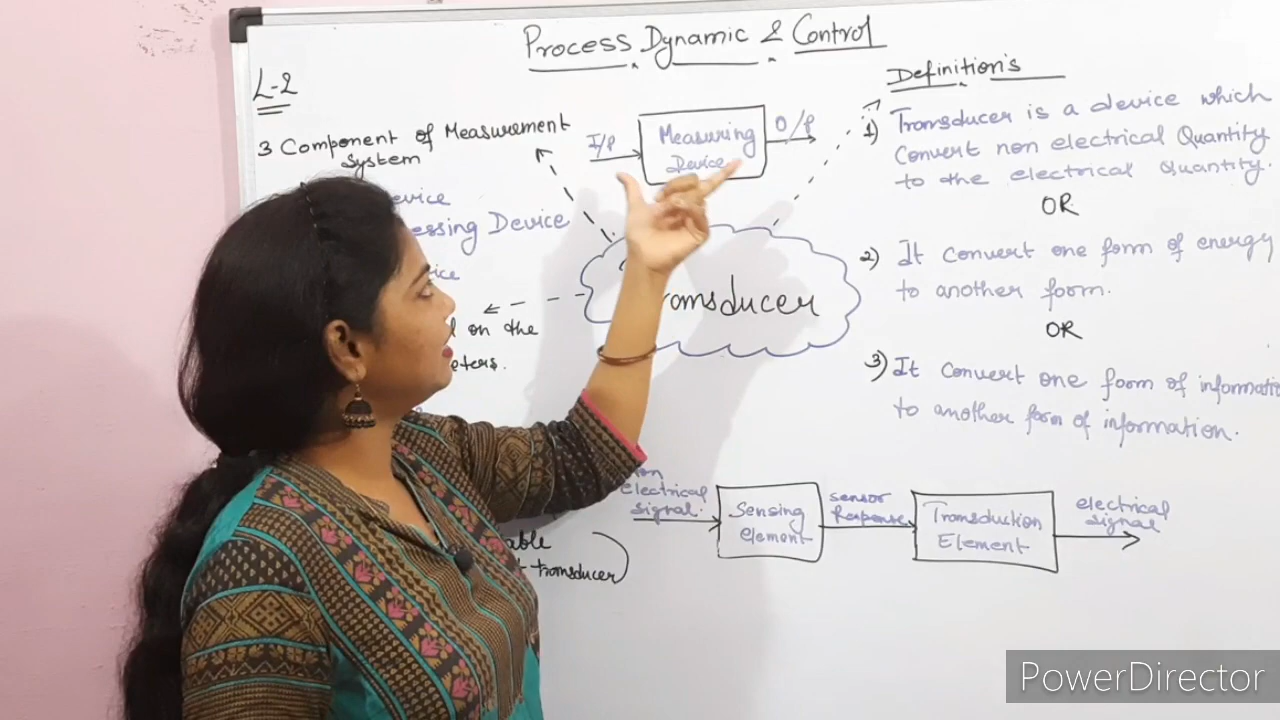 Process Dynamic & Control
L-2
3 Component of Measurement
System
essing Device
on the
able
transducer)
I/P
Measuring
Device
O/P
Transducer
Definition's
1) Transducer is a device which
Convert non electrical Quantity
to the electrical quantity.
OR
2) It convert one form of energy
to another form.
OR
3) It convert one form of informati
to another form of information.
non
electrical
signal.
Sensing
element
sensor
Response
Transduction
Element
electrical
signal
PowerDirector